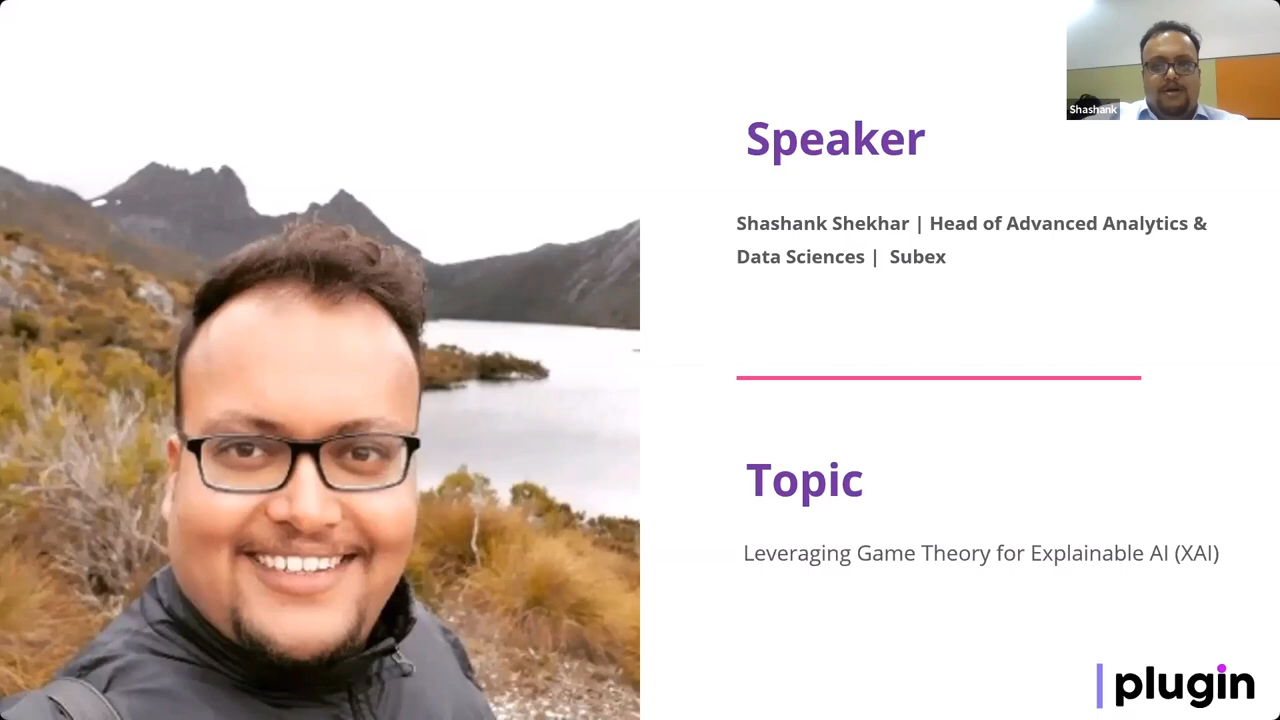 Shashank
Speaker
Shashank Shekhar | Head of Advanced Analytics &
Data Sciences | Subex
Topic
Leveraging Game Theory for Explainable AI (XAI)
plugin